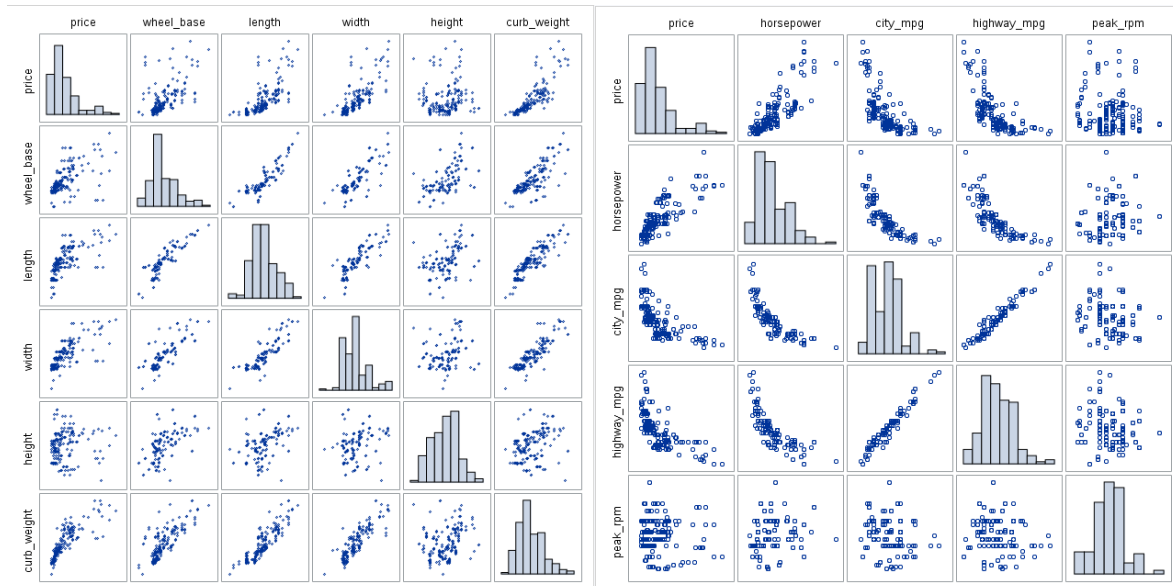 price wheel_base length width height curb_weight
price
wheel_base
length
width
height
curb_weight
price horsepower city_mpg highway_mpg peak_rpm
price
horsepower
city_mpg
highway_mpg
peak_rpm